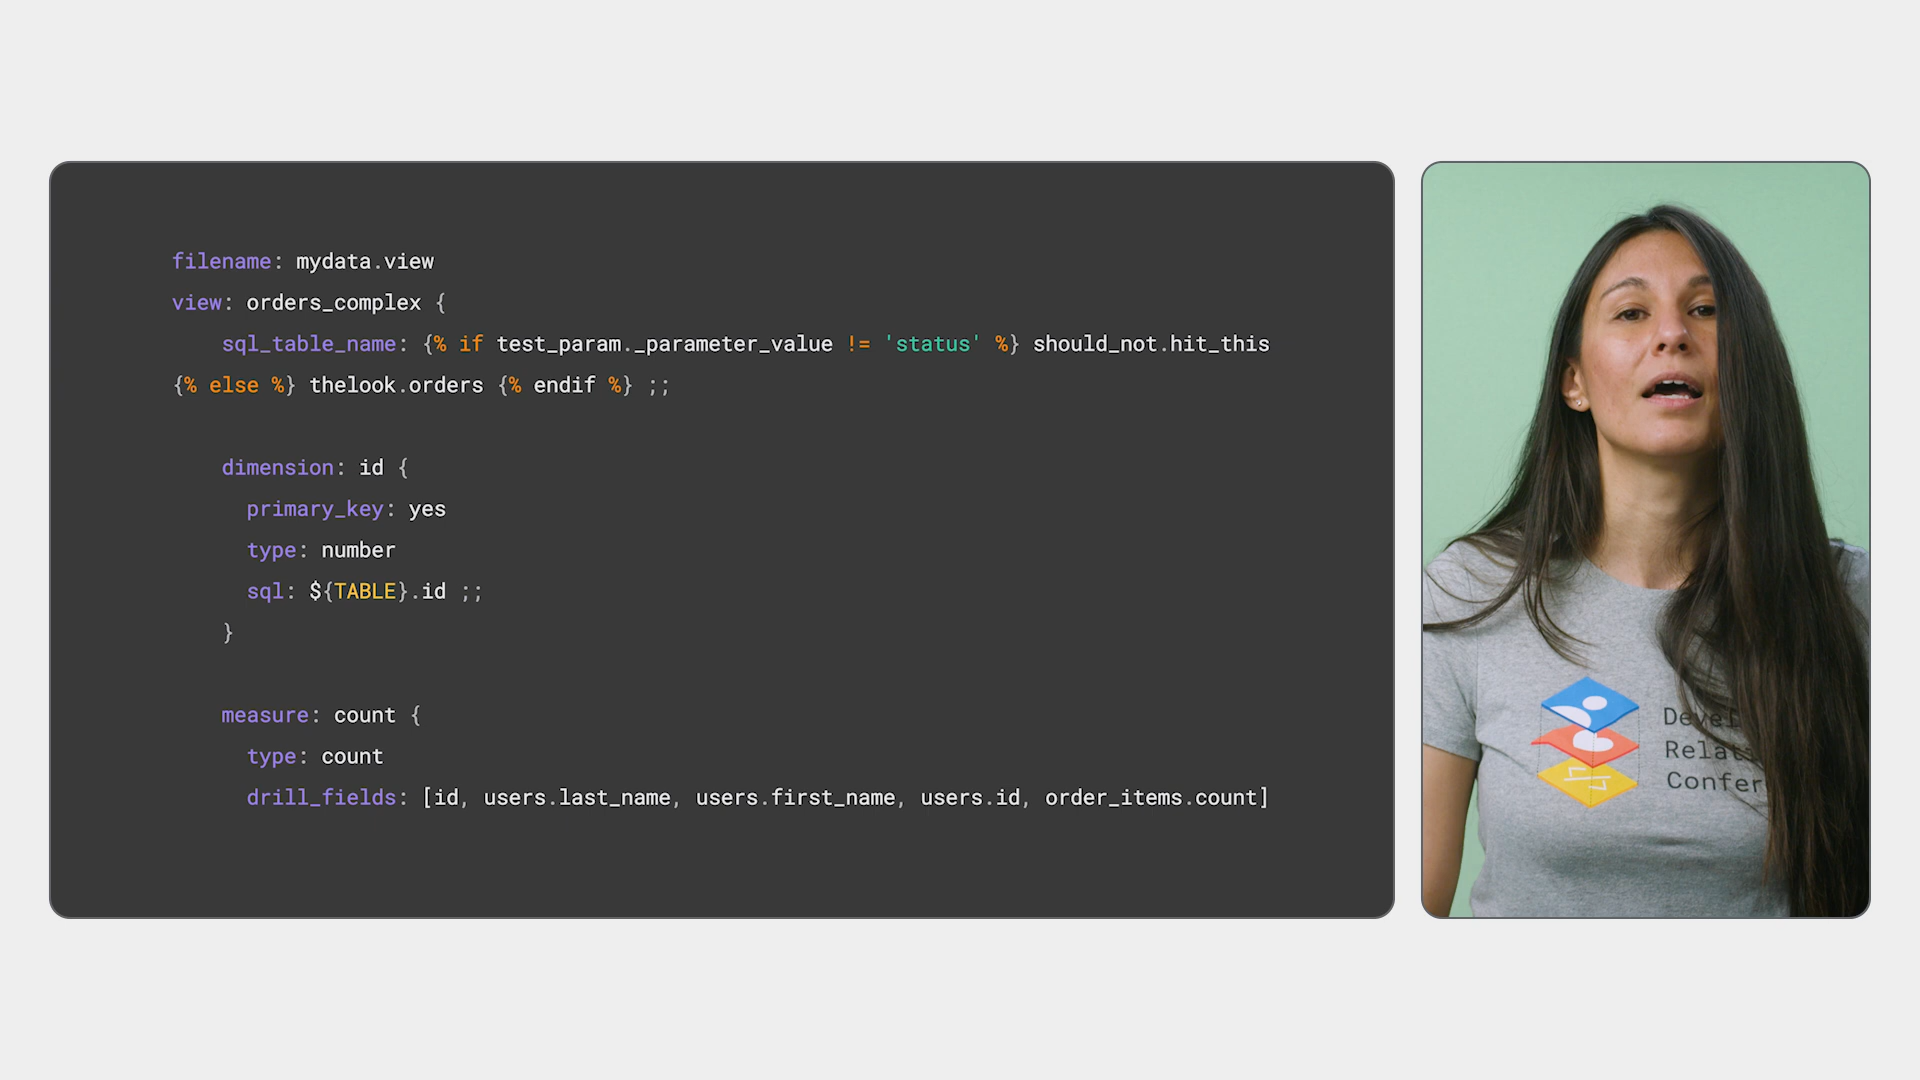 filename: mydata.view
view: orders_complex {
sql_table_name: {% if test_param._parameter_value != 'status' %} should_not.hit_this
{% else %} thelook.orders {% endif %} ;;
dimension: id {
primary_key: yes
type: number
sql: ${TABLE}.id ;;
}
measure: count {
type: count
drill_fields: [id, users.last_name, users.first_name, users.id, order_items.count]